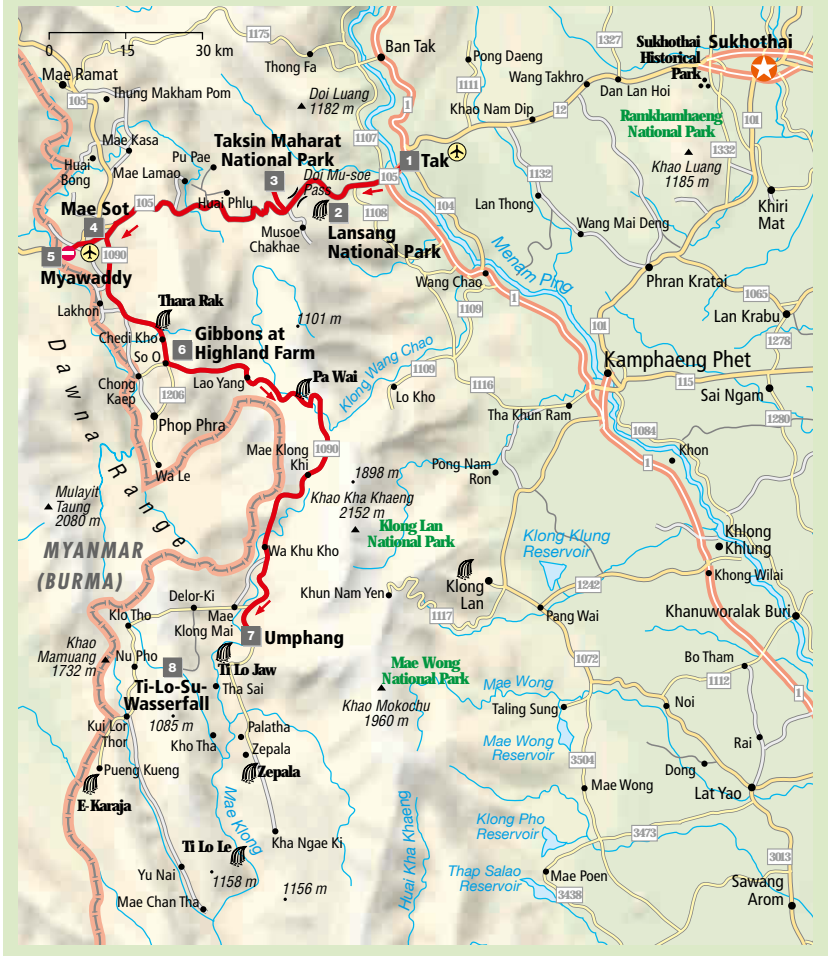 0 15 30 km
1175
Ban Tak
Pong Daeng
1327
Sukhothai
Historical
Park
Sukhothai
Thong Fa
Wang Takhro
Mae Ramat
Dan Lan Hoi
105
Thung Makham Pom
Doi Luang
1182 m
1
1111
Khao Nam Dip
12
Ramkhamhaeng
National Park
101
1107
Mae Kasa
Taksin Maharat
National Park
1332
Pu Pae
1 Tak
Khao Luang
1185 m
Huai
Bong
Mae Lamao
3
Doi Mu-soe
Pass
105
1132
Khiri
Mat
Huai Phlu
2
1108
104
Lan Thong
Mae Sot
105
4
Musoe
Chakhae
Lansang
National Park
Wang Mai Deng
5
1090
Menam Ping
Myawaddy
Wang Chao
Phran Kratai
Lakhon
Thara Rak
1101 m
1109
1
1065
Lan Krabu
101
Chedi Kho
6
Gibbons at
Highland Farm
1278
So O
Klong Wang Chao
Kamphaeng Phet
Chong
Kaep
Lao Yang
Pa Wai
1109
1116
115
1206
Lo Kho
Sai Ngam
Dawna Range
Phop Phra
Tha Khun Ram
1280
1084
Mae Klong
Khi
1090
Khon
Wa Le
1898 m
Pong Nam
Ron
1
Mulayit
Taung
2080 m
Khao Kha Khaeng
2152 m
Klong Lan
National Park
Klong Klung
Reservoir
Khlong
Khlung
MYANMAR
(BURMA)
Wa Khu Kho
Khong Wilai
Delor-Ki
Khun Nam Yen
Klong
Lan
1242
Klo Tho
Mae
Klong Mai
1117
Pang Wai
Khanuworalak Buri
7 Umphang
Khao
Mamuang
1732 m
Nu Pho
8
Ti Lo Jaw
Mae Wong
National Park
1072
Bo Tham
Ti-Lo-Su-
Wasserfall
Tha Sai
Mae Wong
1112
1
1085 m
Khao Mokochu
1960 m
Taling Sung
Noi
Kui Lor
Thor
Palatha
Kho Tha
Zepala
Mae Wong
Reservoir
Rai
Pueng Kueng
Zepala
3504
Dong
E-Karaja
Mae Klong
Mae Wong
Lat Yao
Huai Kha Khaeng
Klong Pho
Reservoir
Ti Lo Le
Kha Ngae Ki
3473
3013
Yu Nai
1158 m
1156 m
Thap Salao
Reservoir
Mae Poen
Sawang
Arom
Mae Chan Tha
3438